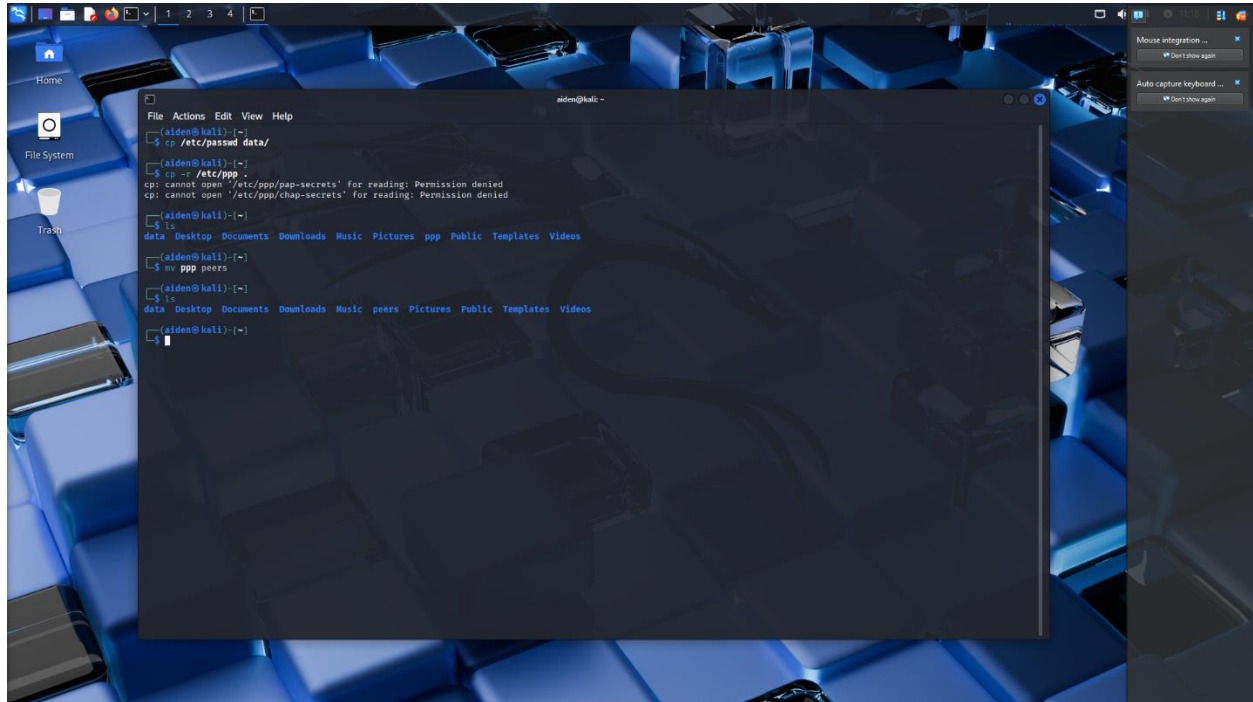 1 2 3 4
11:18
Mouse integration ...
Don't show again
Auto capture keyboard ...
Don't show again
Home
File System
Trash
aiden@kali: ~
File Actions Edit View Help
┌──(aiden㉿kali)-[~]
└─$ cp /etc/passwd data/
┌──(aiden㉿kali)-[~]
└─$ cp -r /etc/ppp .
cp: cannot open '/etc/ppp/pap-secrets' for reading: Permission denied
cp: cannot open '/etc/ppp/chap-secrets' for reading: Permission denied
┌──(aiden㉿kali)-[~]
└─$ ls
data Desktop Documents Downloads Music Pictures ppp Public Templates Videos
┌──(aiden㉿kali)-[~]
└─$ mv ppp peers
┌──(aiden㉿kali)-[~]
└─$ ls
data Desktop Documents Downloads Music peers Pictures Public Templates Videos
┌──(aiden㉿kali)-[~]
└─$